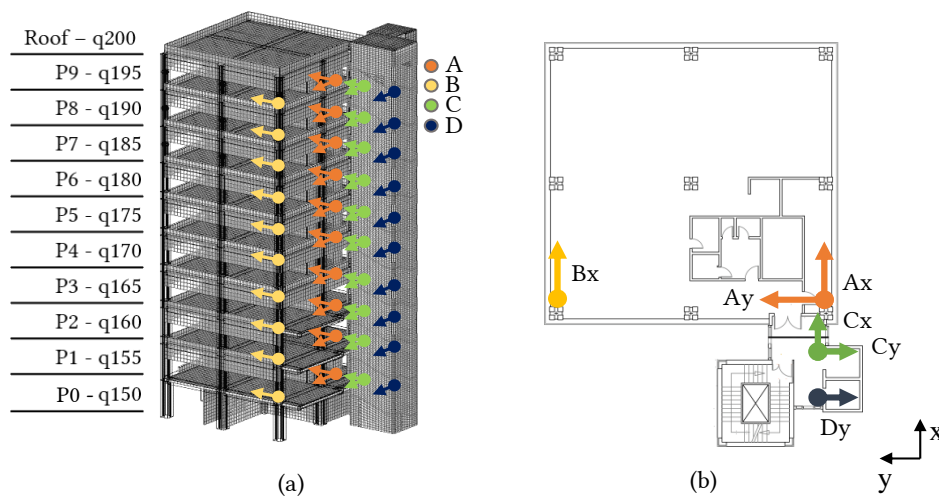 Roof – q200
P9 - q195
P8 - q190
P7 - q185
P6 - q180
P5 - q175
P4 - q170
P3 - q165
P2 - q160
P1 - q155
P0 - q150
A
B
C
D
(a)
Bx
Ay
Ax
Cx
Cy
Dy
x
y
(b)